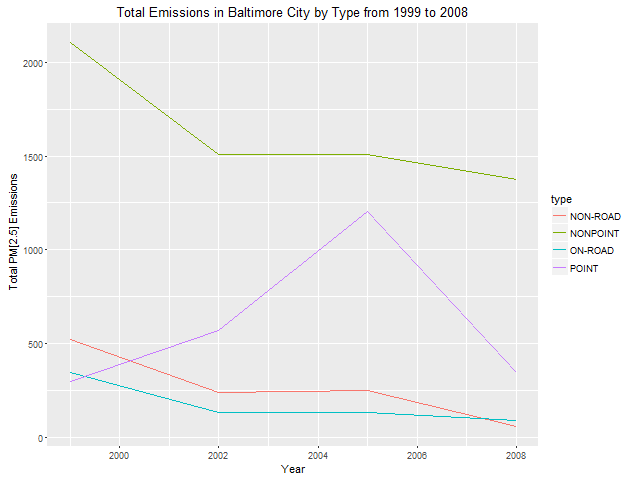 Total Emissions in Baltimore City by Type from 1999 to 2008
Total PM[2.5] Emissions
2000
1500
1000
500
0
2000
2002
2004
2006
2008
Year
type
NON-ROAD
NONPOINT
ON-ROAD
POINT